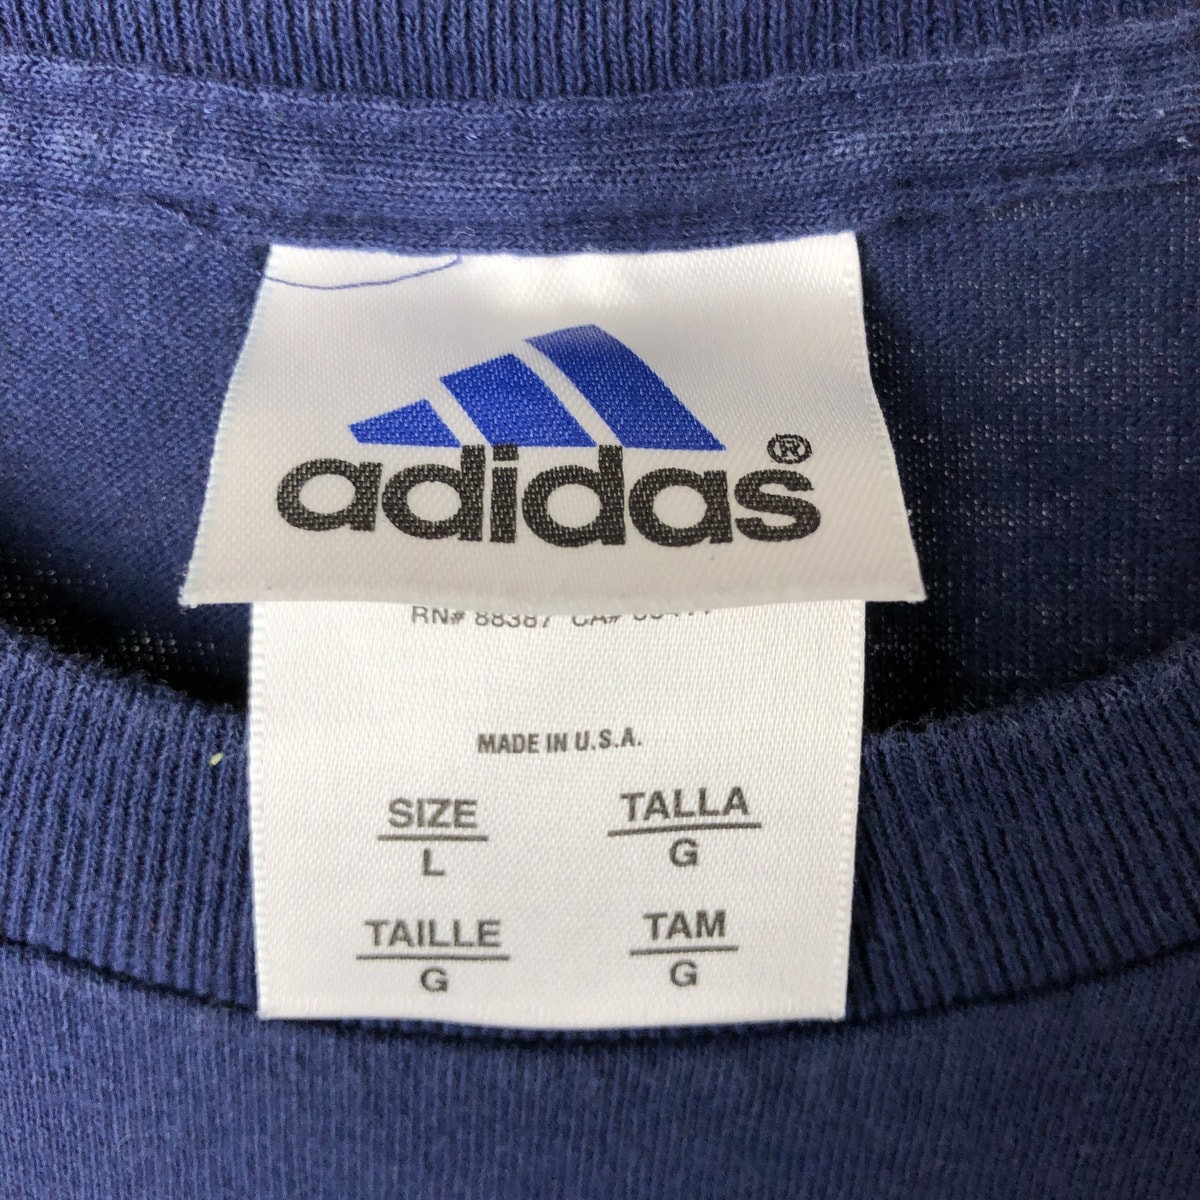 adidas®
RN# 88387 CA#
MADE IN U.S.A.
SIZE TALLA
L G
TAILLE TAM
G G